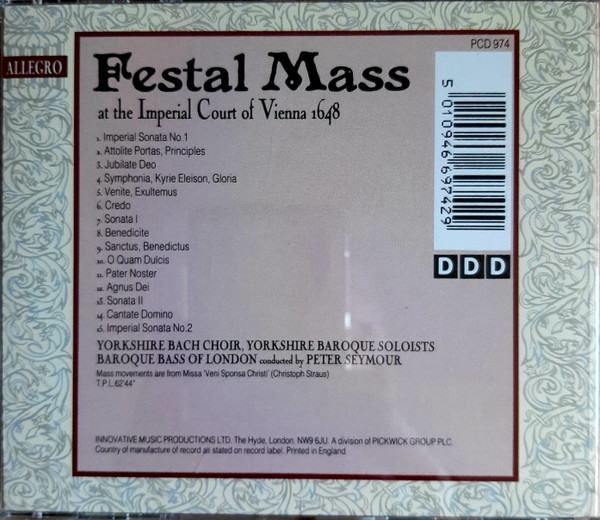 PCD 974
ALLEGRO
Festal Mass
at the Imperial Court of Vienna 1648
1. Imperial Sonata No.1
2. Attolite Portas, Principles
3. Jubilate Deo
4. Symphonia, Kyrie Eleison, Gloria
5. Venite, Exultemus
6. Credo
7. Sonata I
8. Benedicite
9. Sanctus, Benedictus
10. O Quam Dulcis
11. Pater Noster
12. Agnus Dei
13. Sonata II
14. Cantate Domino
15. Imperial Sonata No.2
5 010946 697429
DDD
YORKSHIRE BACH CHOIR, YORKSHIRE BAROQUE SOLOISTS
BAROQUE BASS OF LONDON conducted by PETER SEYMOUR
Mass movements are from Missa 'Veni Sponsa Christi' (Christoph Straus)
T.P.L. 62'44"
INNOVATIVE MUSIC PRODUCTIONS LTD. The Hyde, London. NW9 6JU. A division of PICKWICK GROUP PLC.
Country of manufacture of record as stated on record label. Printed in England.